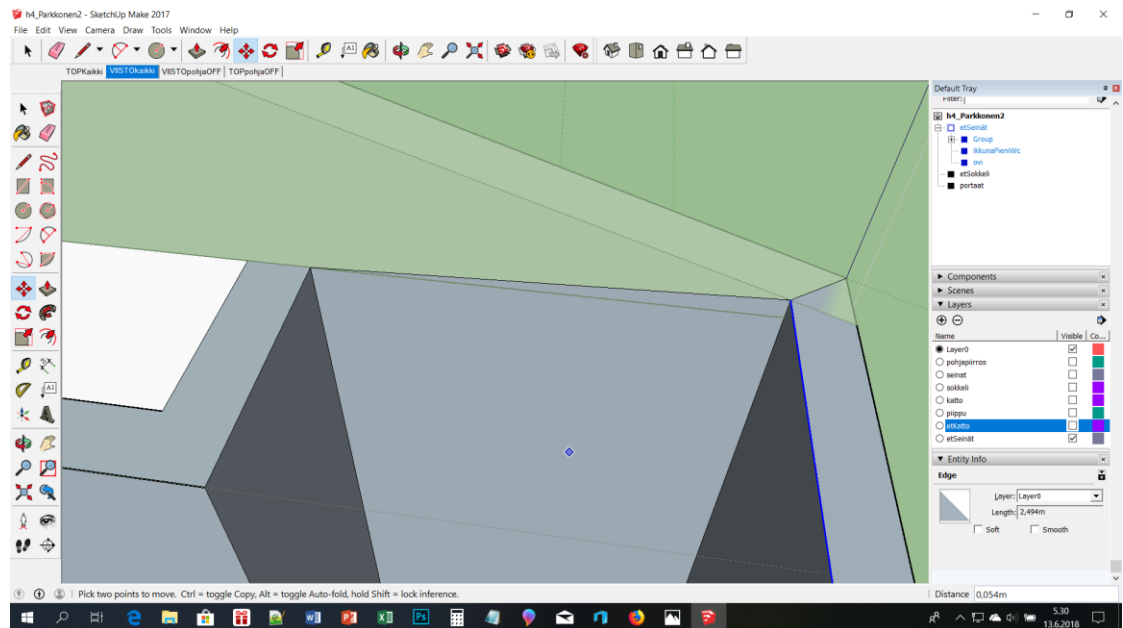 h4_Parkkonen2 - SketchUp Make 2017
File Edit View Camera Draw Tools Window Help
A1
TOPKaikki VIISTOkaikki VIISTOpohjaOFF TOPpohjaOFF
Default Tray
Filter:
h4_Parkkonen2
etSeinät
Group
ikkunaPieniWc
ovi
etSokkeli
portaat
Components
Scenes
Layers
Name Visible Co...
Layer0
pohjapiirros
seinat
sokkeli
katto
piippu
etKatto
etSeinät
A1
Entity Info
Edge
Layer: Layer0
Length: 2,494m
Soft Smooth
Pick two points to move. Ctrl = toggle Copy, Alt = toggle Auto-fold, hold Shift = lock inference.
Distance 0,054m
5.30
13.6.2018